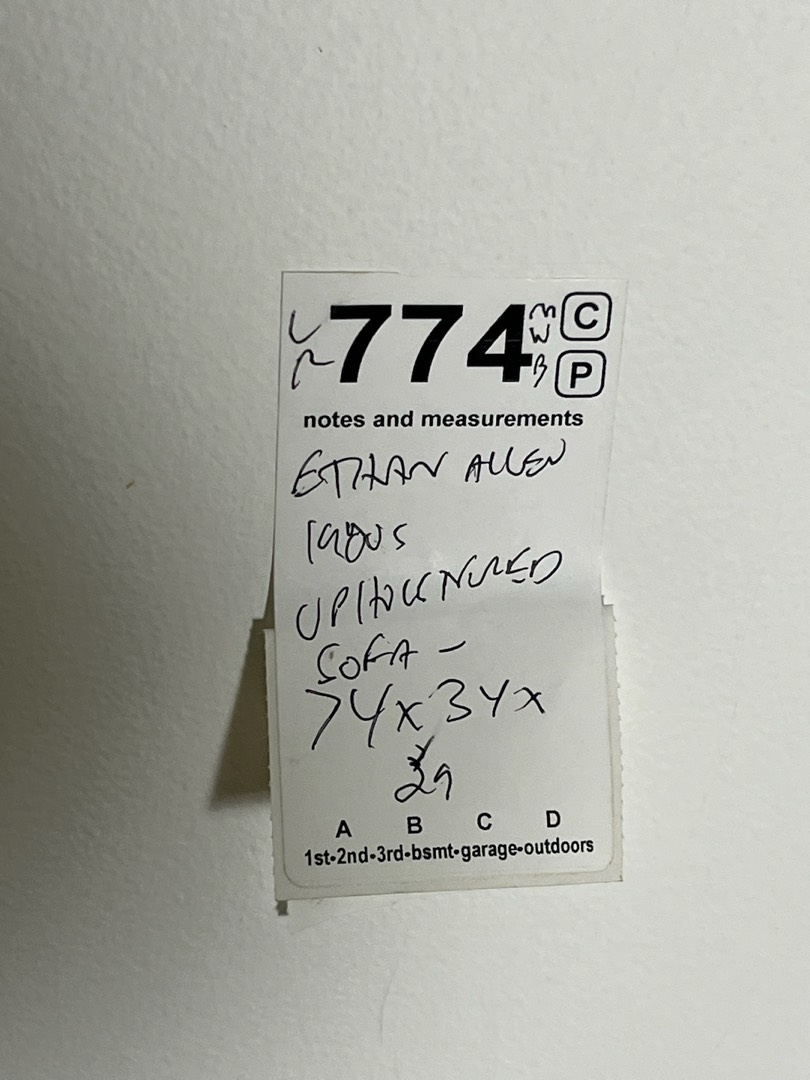 L 774 M W C
R B P
notes and measurements
ETHAN ALLEN
1980s
UPHOLSTERED
SOFA –
74x34x
29
A B C D
1st•2nd•3rd•bsmt•garage•outdoors